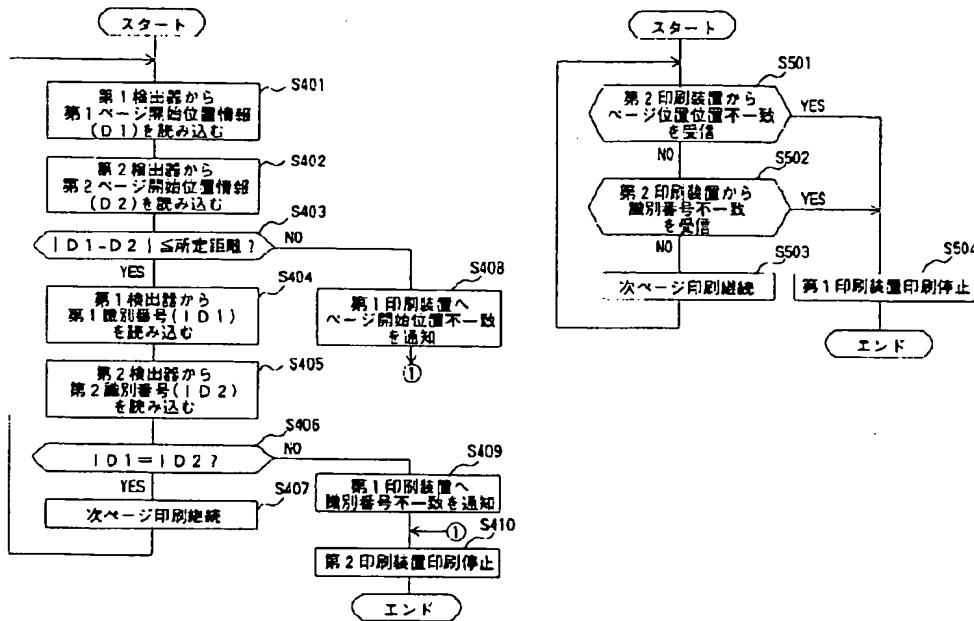 スタート
S401
第1検出器から
第1ページ開始位置情報
(D1)を読み込む
S402
第2検出器から
第2ページ開始位置情報
(D2)を読み込む
S403
|D1-D2|≦所定距離?
NO
YES
S404
第1検出器から
第1識別番号(ID1)
を読み込む
S408
第1印刷装置へ
ページ開始位置不一致
を通知
①
S405
第2検出器から
第2識別番号(ID2)
を読み込む
S406
ID1=ID2?
NO
YES
S407
次ページ印刷継続
S409
第1印刷装置へ
識別番号不一致を通知
①
S410
第2印刷装置印刷停止
エンド
スタート
S501
第2印刷装置から
ページ位置位置不一致
を受信
YES
NO
S502
第2印刷装置から
識別番号不一致
を受信
YES
NO
S503
次ページ印刷継続
S504
第1印刷装置印刷停止
エンド